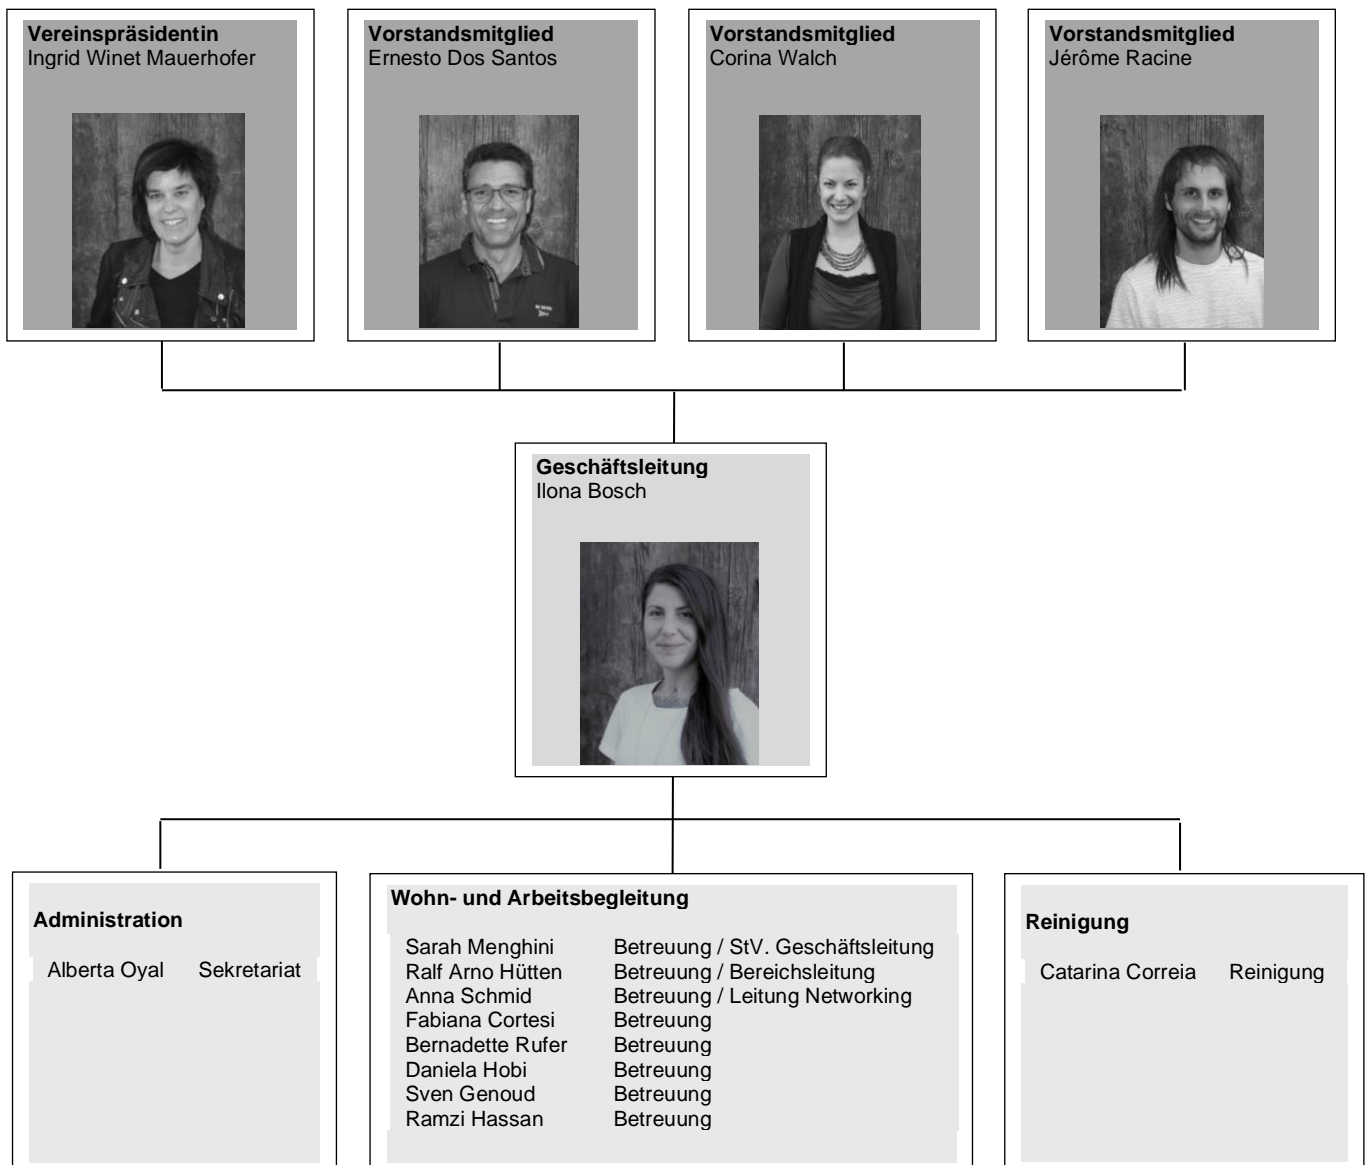 Vereinspräsidentin
Ingrid Winet Mauerhofer
Vorstandsmitglied
Ernesto Dos Santos
Vorstandsmitglied
Corina Walch
Vorstandsmitglied
Jérôme Racine
Geschäftsleitung
Ilona Bosch
Administration
Alberta Oyal Sekretariat
Wohn- und Arbeitsbegleitung
Sarah Menghini Betreuung / StV. Geschäftsleitung
Ralf Arno Hütten Betreuung / Bereichsleitung
Anna Schmid Betreuung / Leitung Networking
Fabiana Cortesi Betreuung
Bernadette Rufer Betreuung
Daniela Hobi Betreuung
Sven Genoud Betreuung
Ramzi Hassan Betreuung
Reinigung
Catarina Correia Reinigung